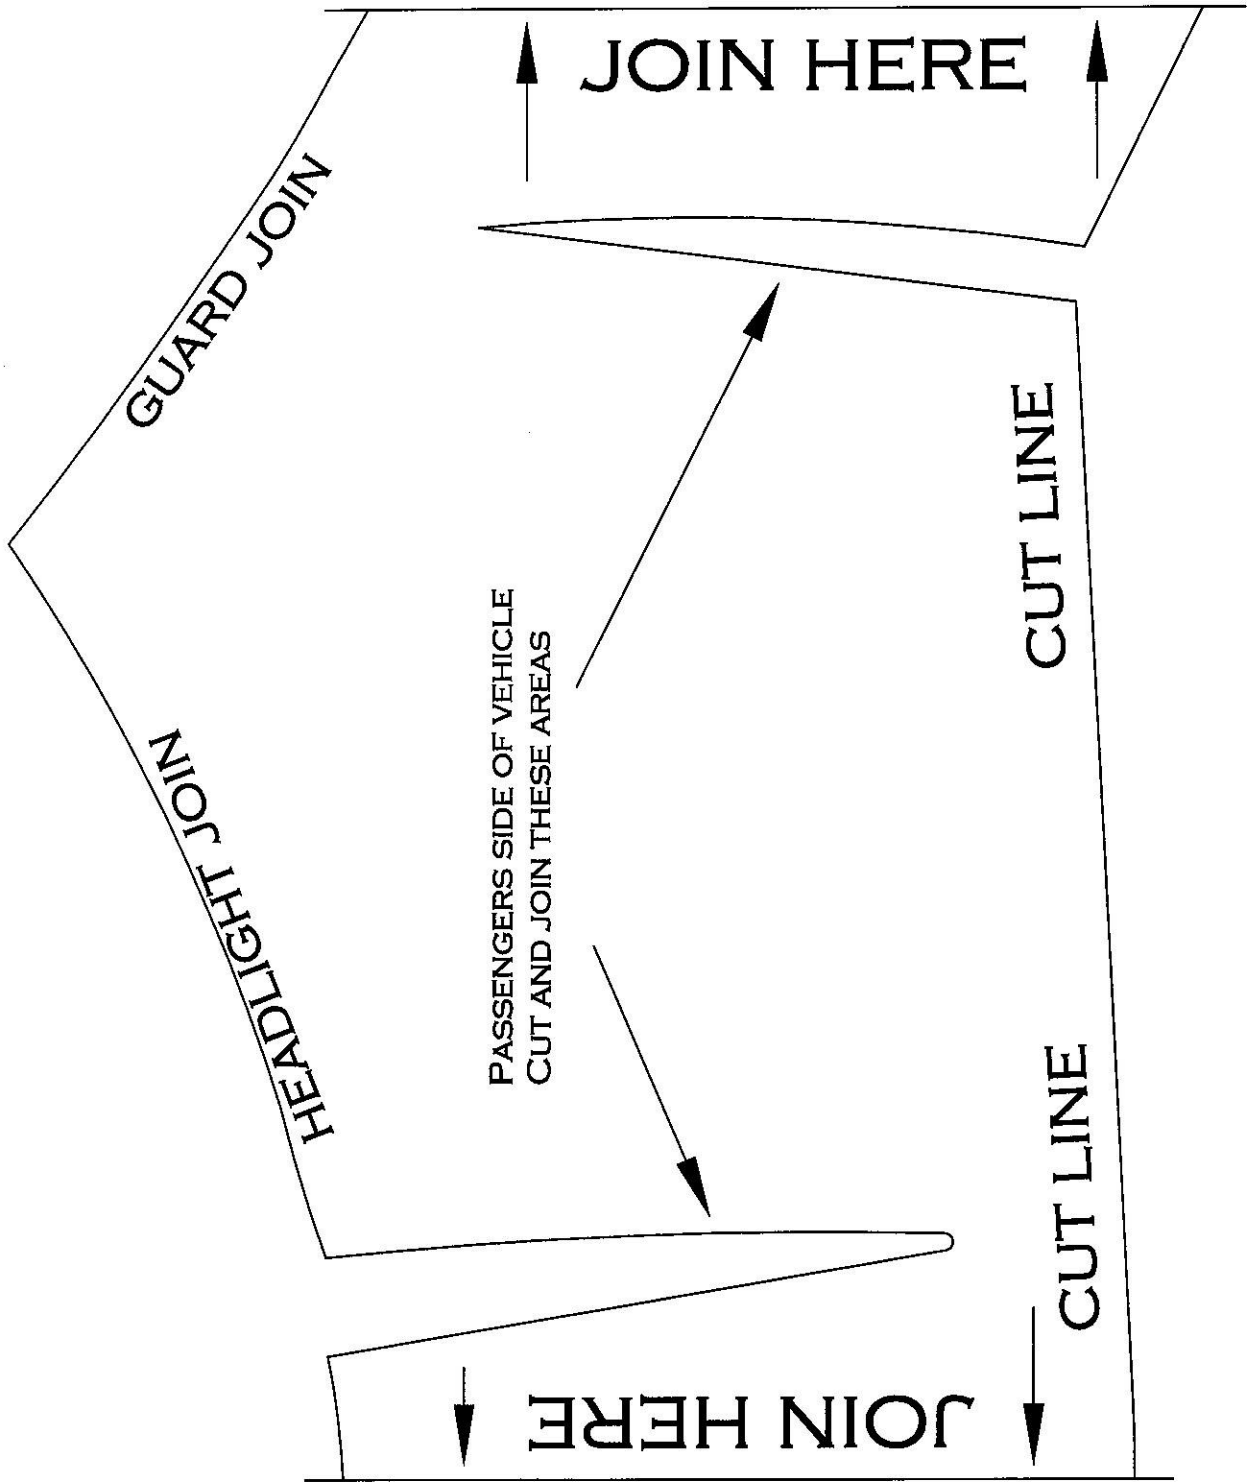 JOIN HERE
GUARD JOIN
HEADLIGHT JOIN
PASSENGERS SIDE OF VEHICLE
CUT AND JOIN THESE AREAS
CUT LINE
CUT LINE
JOIN HERE